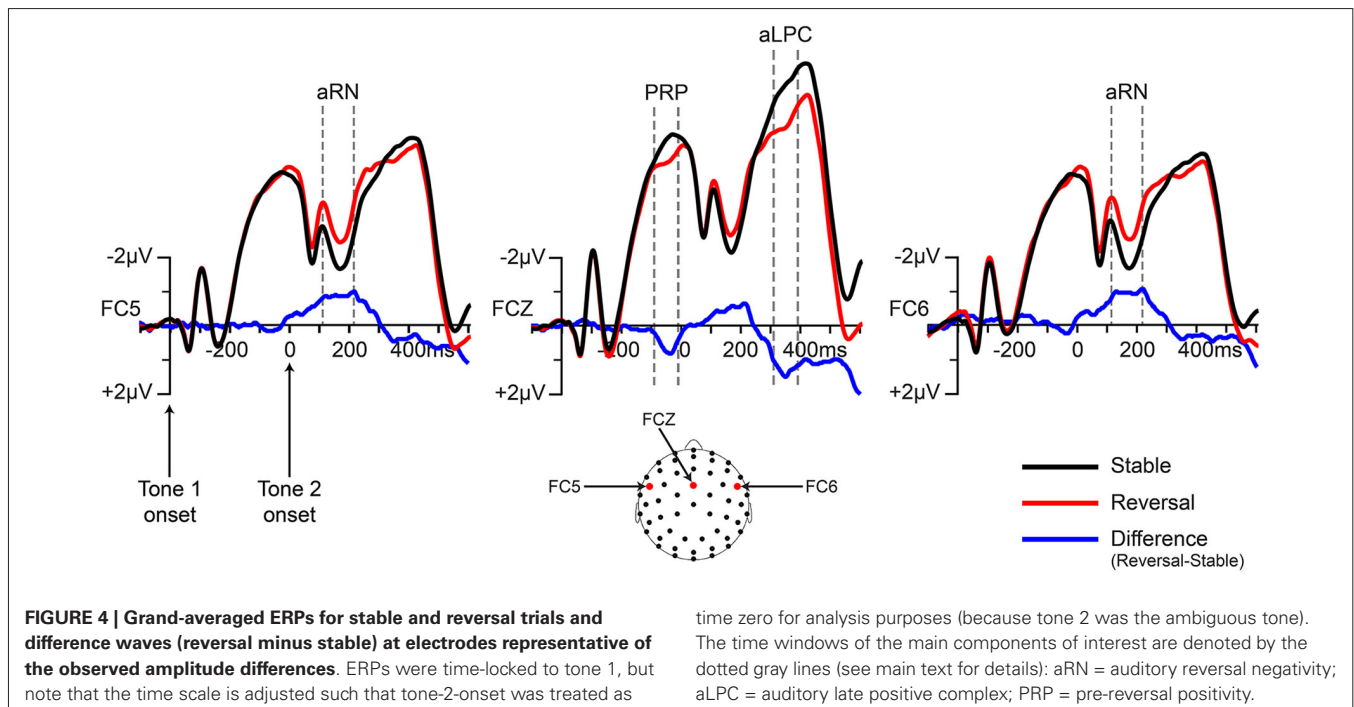 aLPC
aRN
PRP
aRN
-2µV
-2µV
-2µV
FC5
FCZ
FC6
-200 0 200 400ms
-200 0 200 400ms
-200 0 200 400ms
+2µV
+2µV
+2µV
FCZ
FC5
FC6
Tone 1
onset
Tone 2
onset
Stable
Reversal
Difference
(Reversal-Stable)
FIGURE 4 | Grand-averaged ERPs for stable and reversal trials and
difference waves (reversal minus stable) at electrodes representative of
the observed amplitude differences. ERPs were time-locked to tone 1, but
note that the time scale is adjusted such that tone-2-onset was treated as
time zero for analysis purposes (because tone 2 was the ambiguous tone).
The time windows of the main components of interest are denoted by the
dotted gray lines (see main text for details): aRN = auditory reversal negativity;
aLPC = auditory late positive complex; PRP = pre-reversal positivity.